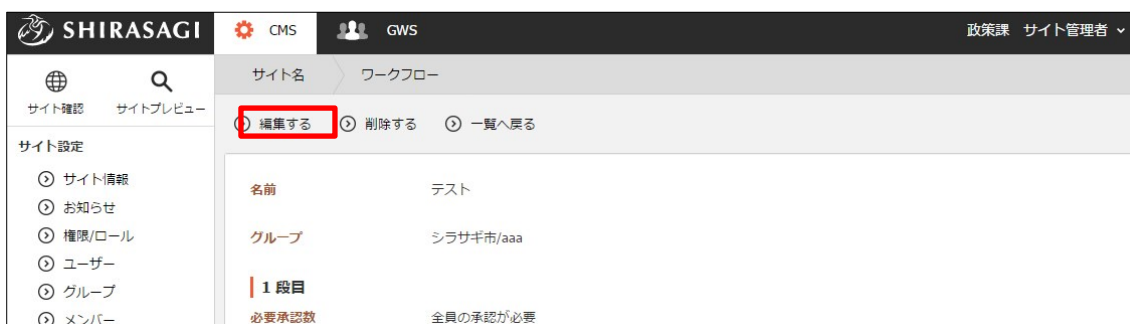 SHIRASAGI CMS GWS 政策課 サイト管理者
サイト確認 サイトプレビュー
サイト名 ワークフロー
編集する 削除する 一覧へ戻る
サイト設定
サイト情報
お知らせ
権限/ロール
ユーザー
グループ
メンバー
名前 テスト
グループ シラサギ市/aaa
1 段目
必要承認数 全員の承認が必要